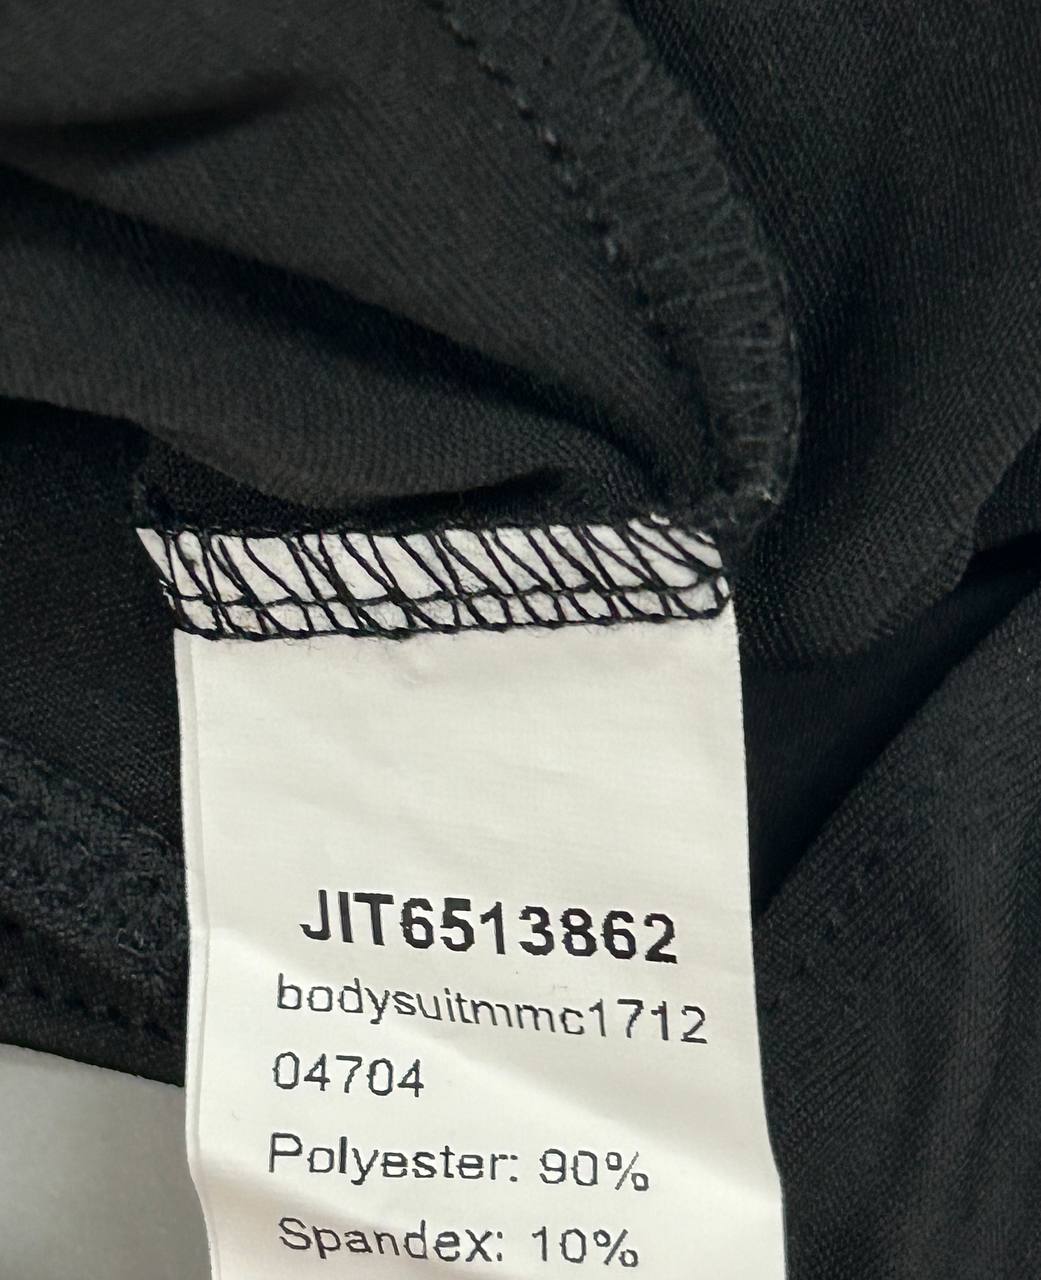 JIT6513862
bodysuitmmc1712
04704
Polyester: 90%
Spandex: 10%